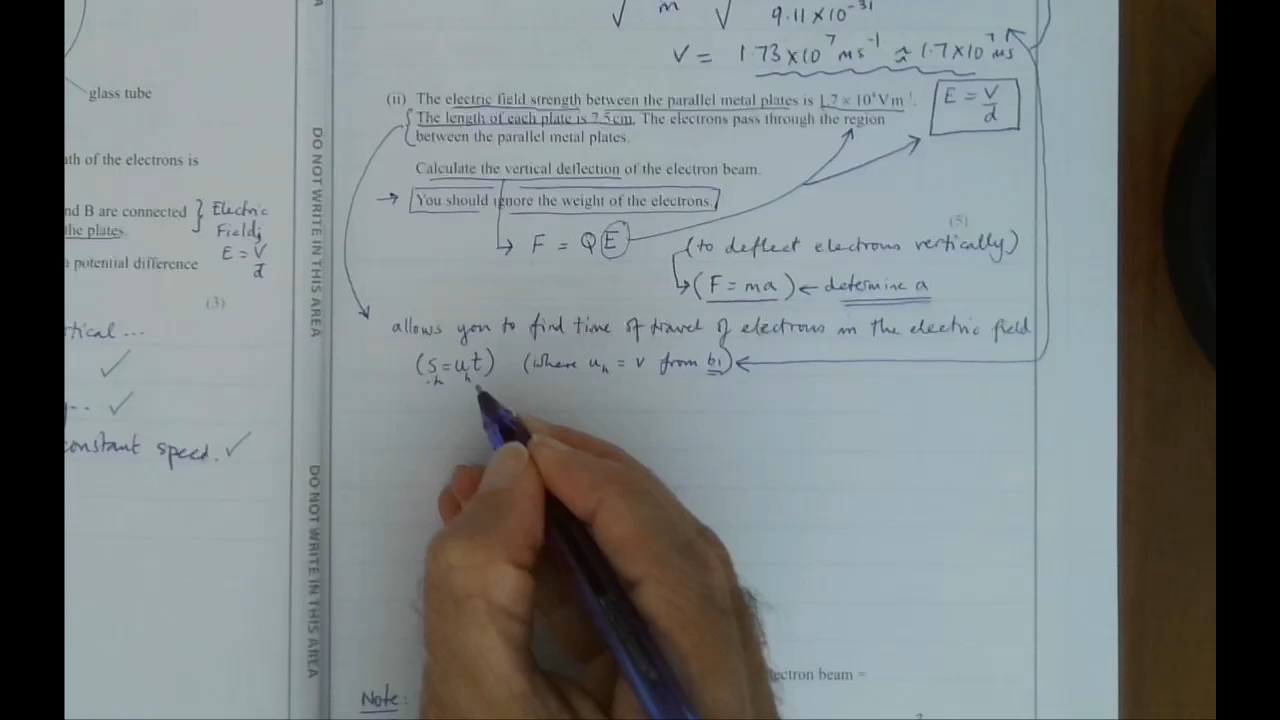 glass tube
ath of the electrons is
nd B are connected } Electric
the plates. Field,
E = V/d
a potential difference
(3)
rtical ...
constant speed. ✓
DO NOT WRITE IN THIS AREA
DO NOT WRITE IN THIS AREA
√ m √ 9.11×10⁻³¹
V = 1.73×10⁷ ms⁻¹ ≈ 1.7×10⁷ ms⁻¹
(ii) The electric field strength between the parallel metal plates is 1.7 × 10⁴ V m⁻¹.
The length of each plate is 7.5 cm. The electrons pass through the region
between the parallel metal plates.
E = V/d
Calculate the vertical deflection of the electron beam.
→ You should ignore the weight of the electrons.
(5)
F = QE (to deflect electrons vertically)
(F = ma) ← determine a
allows you to find time of travel of electrons in the electric field
(sₕ = uₕt) (where uₕ = v from bi)
lectron beam =
Note: